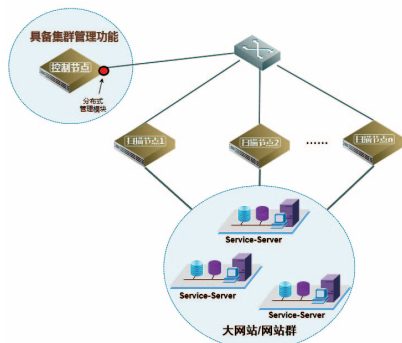 具备集群管理功能
控制节点
分布式
管理模块
扫描节点1
扫描节点2
……
扫描节点n
Service-Server
Service-Server
Service-Server
大网站/网站群